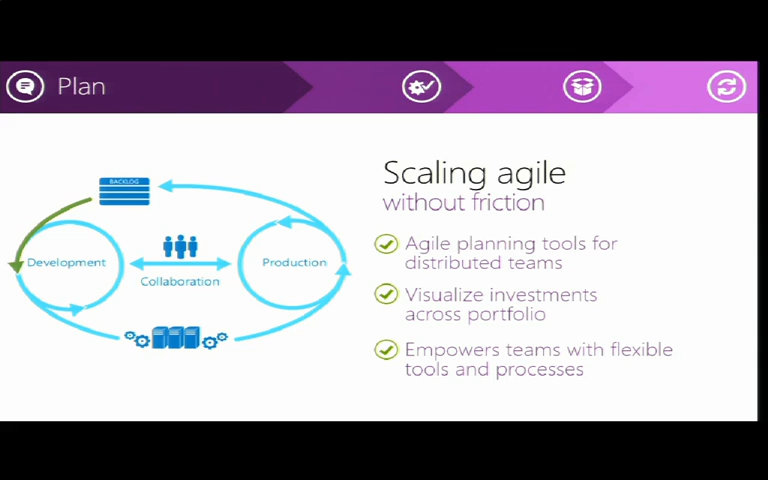 Plan
Scaling agile
without friction
Agile planning tools for
distributed teams
Visualize investments
across portfolio
Empowers teams with flexible
tools and processes
BACKLOG
Development
Collaboration
Production